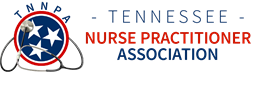 TNNPA
- TENNESSEE -
NURSE PRACTITIONER
ASSOCIATION